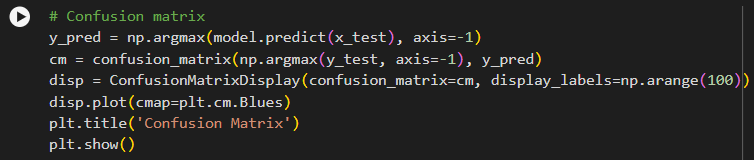 # Confusion matrix
y_pred = np.argmax(model.predict(x_test), axis=-1)
cm = confusion_matrix(np.argmax(y_test, axis=-1), y_pred)
disp = ConfusionMatrixDisplay(confusion_matrix=cm, display_labels=np.arange(100))
disp.plot(cmap=plt.cm.Blues)
plt.title('Confusion Matrix')
plt.show()